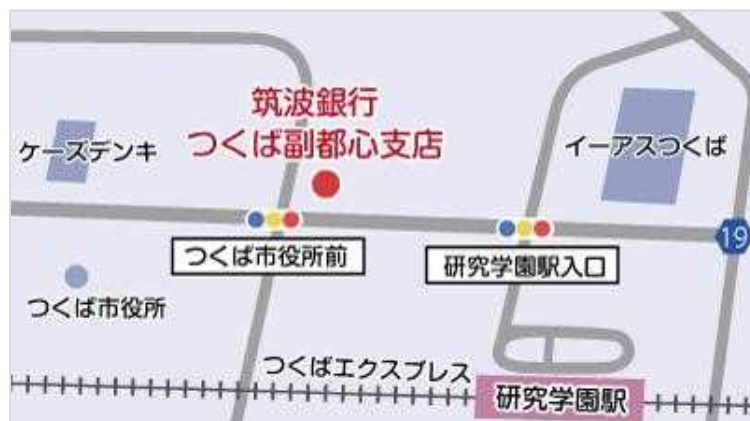 筑波銀行
つくば副都心支店
ケーズデンキ
イーアスつくば
つくば市役所前
研究学園駅入口
19
つくば市役所
つくばエクスプレス
研究学園駅